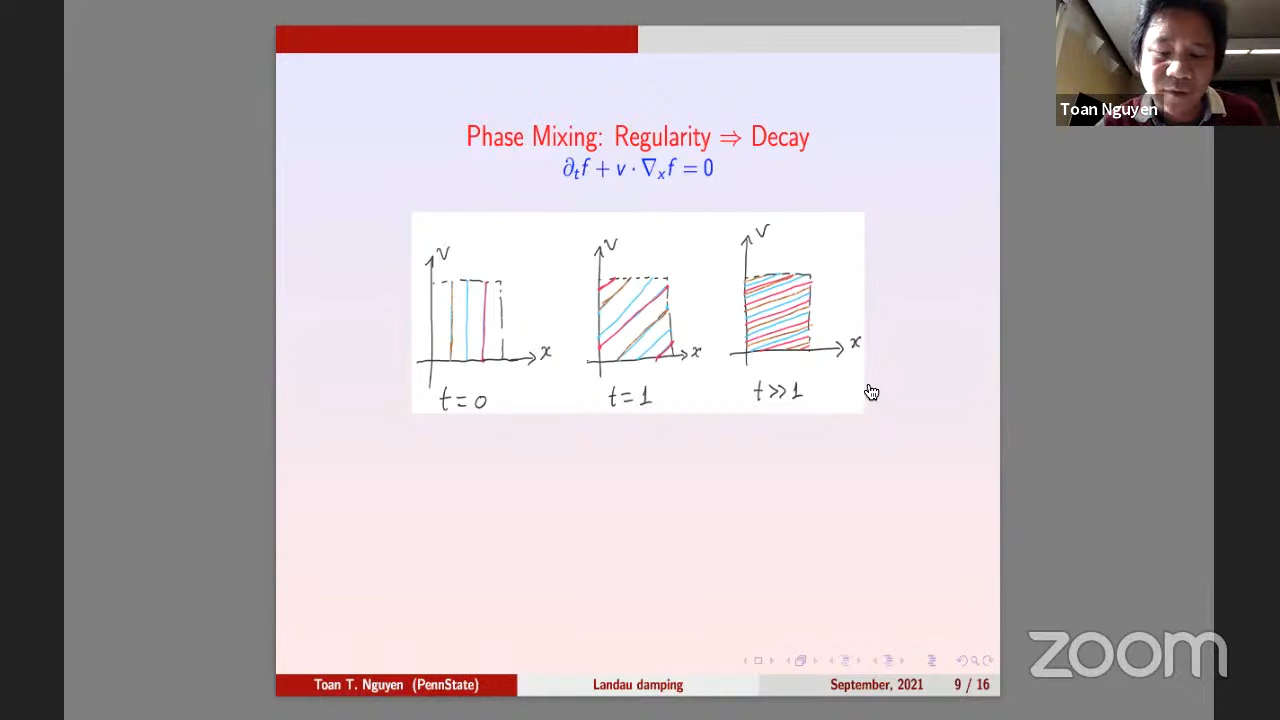 Toan Nguyen
Phase Mixing: Regularity ⇒ Decay
∂ₜf + v · ∇ₓf = 0
V
V
V
x
x
x
t = 0
t = 1
t >> 1
zoom
Toan T. Nguyen (PennState)
Landau damping
September, 2021
9 / 16